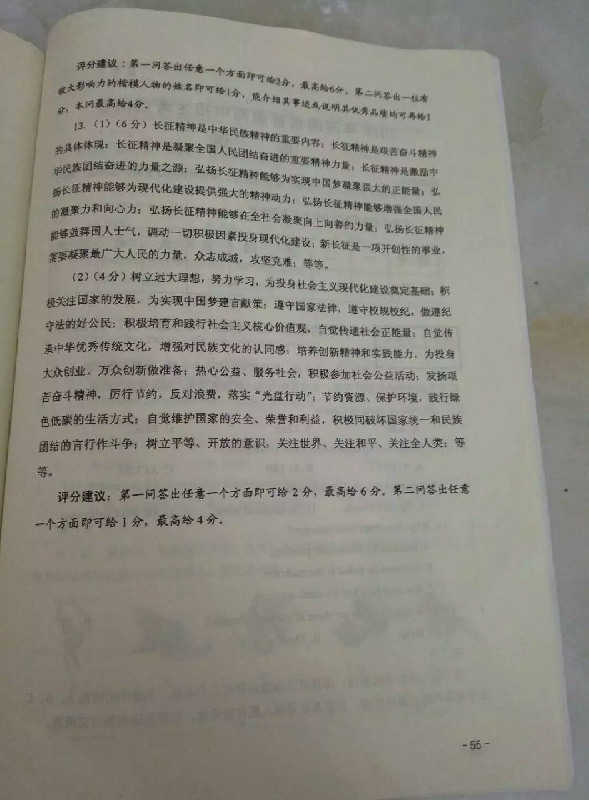 评分建议：第一问答出任意一个方面即可给2分，最高给6分。第二问答出一位有
较大影响力的楷模人物的姓名即可给1分，能介绍其事迹或说明其优秀品质均可再给1
分，本问最高给4分。
13.（1）（6分）长征精神是中华民族精神的重要内容；长征精神是艰苦奋斗精神
的具体体现；长征精神是凝聚全国人民团结奋进的重要精神力量；长征精神是激励中
华民族团结奋进的力量之源；弘扬长征精神能够为实现中国梦凝聚强大的正能量；弘
扬长征精神能够为现代化建设提供强大的精神动力；弘扬长征精神能够增强全国人民
的凝聚力和向心力；弘扬长征精神能够在全社会凝聚向上向善的力量；弘扬长征精神
能够鼓舞国人士气，调动一切积极因素投身现代化建设；新长征是一项开创性的事业，
需要凝聚最广大人民的力量，众志成城，攻坚克难；等等。
（2）（4分）树立远大理想，努力学习，为投身社会主义现代化建设奠定基础；积
极关注国家的发展，为实现中国梦建言献策；遵守国家法律，遵守校规校纪，做遵纪
守法的好公民；积极培育和践行社会主义核心价值观，自觉传递社会正能量；自觉传
承中华优秀传统文化，增强对民族文化的认同感；培养创新精神和实践能力，为投身
大众创业、万众创新做准备；热心公益、服务社会，积极参加社会公益活动；发扬艰
苦奋斗精神，厉行节约，反对浪费，落实“光盘行动”；节约资源、保护环境，践行绿
色低碳的生活方式；自觉维护国家的安全、荣誉和利益，积极同破坏国家统一和民族
团结的言行作斗争；树立平等、开放的意识，关注世界、关注和平、关注全人类；等
等。
评分建议：第一问答出任意一个方面即可给2分，最高给6分。第二问答出任意
一个方面即可给1分，最高给4分。
- 55 -